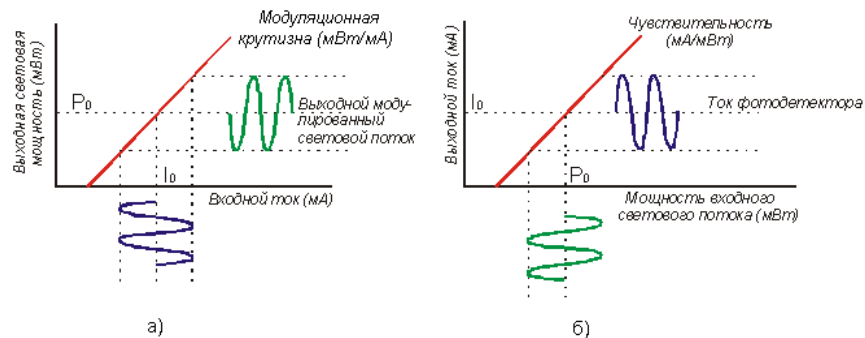 Выходная световая
мощность (мВт)
P0
Модуляционная
крутизна (мВт/мА)
Выходной моду-
лированный
световой поток
I0
Входной ток (мА)
а)
Выходной ток (мА)
I0
Чувствительность
(мА/мВт)
Ток фотодетектора
P0
Мощность входного
светового потока (мВт)
б)